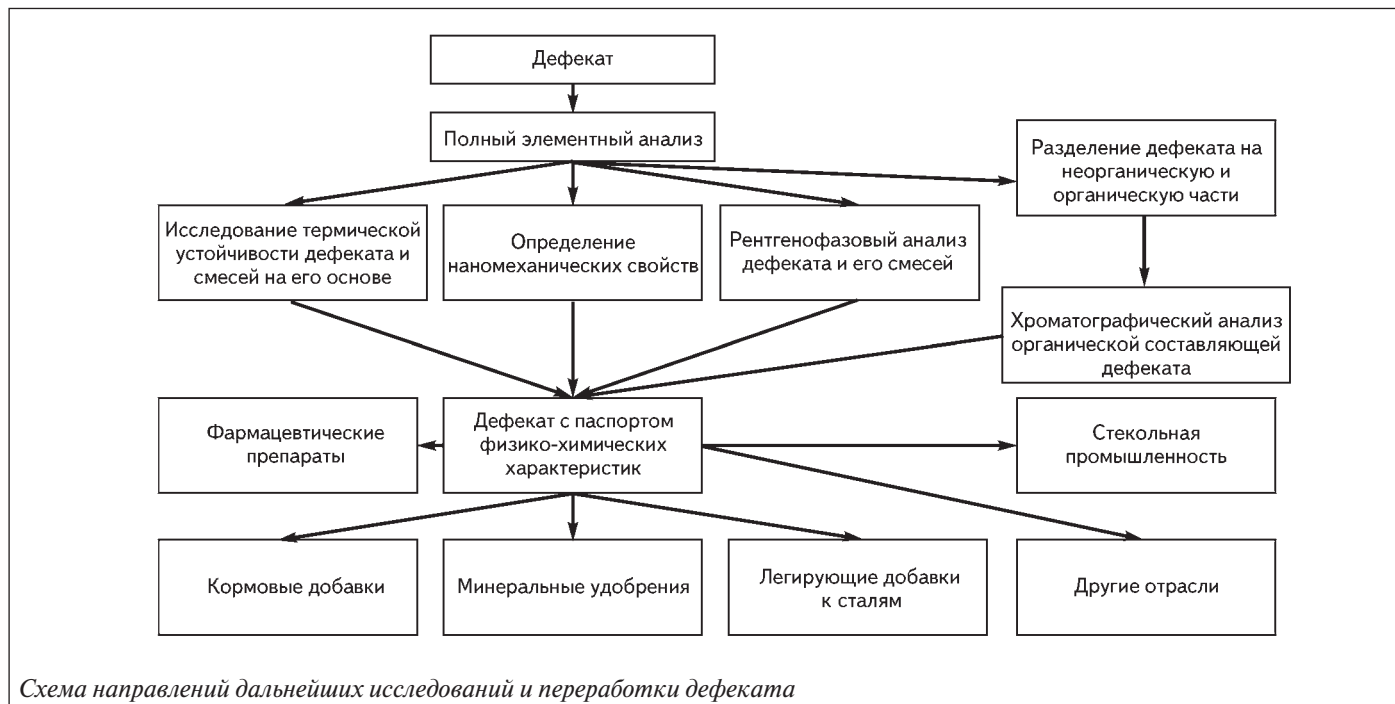 Дефекат
Полный элементный анализ
Разделение дефеката на
неорганическую и
органическую части
Исследование термической
устойчивости дефеката и
смесей на его основе
Определение
наномеханических свойств
Рентгенофазовый анализ
дефеката и его смесей
Хроматографический анализ
органической составляющей
дефеката
Фармацевтические
препараты
Дефекат с паспортом
физико-химических
характеристик
Стекольная
промышленность
Кормовые добавки
Минеральные удобрения
Легирующие добавки
к сталям
Другие отрасли
Схема направлений дальнейших исследований и переработки дефеката